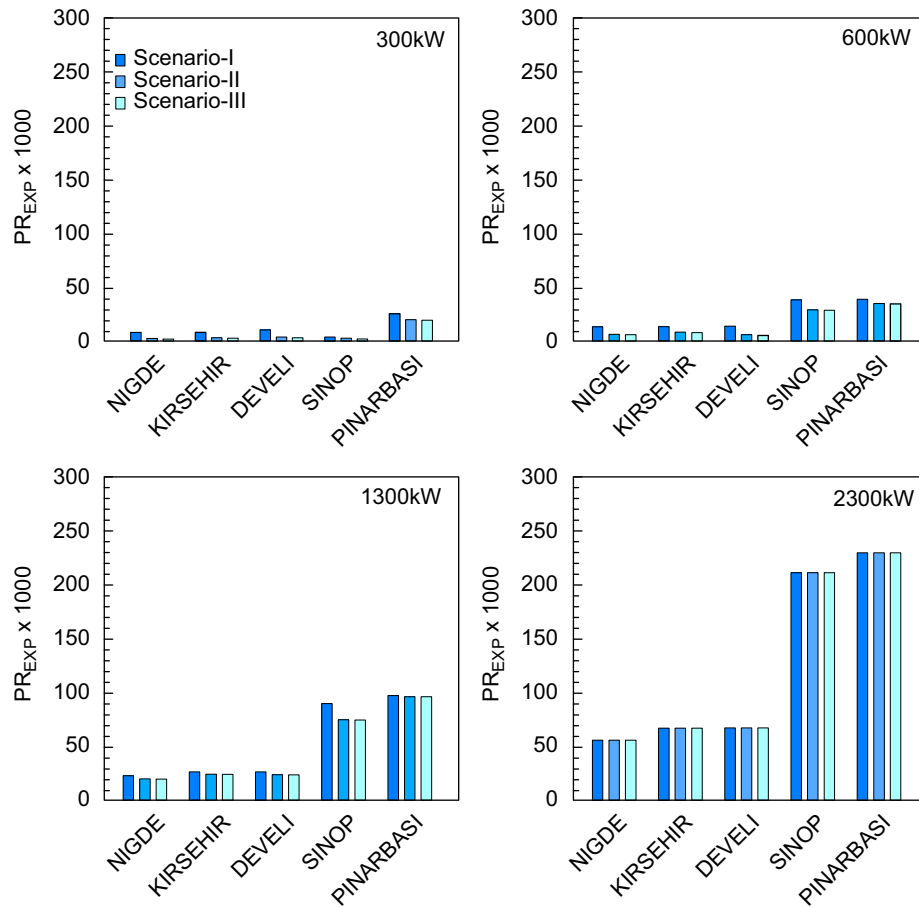 300
250
200
150
100
50
0
PR_EXP x 1000
300kW
Scenario-I
Scenario-II
Scenario-III
NIGDE
KIRSEHIR
DEVELI
SINOP
PINARBASI
300
250
200
150
100
50
0
PR_EXP x 1000
600kW
NIGDE
KIRSEHIR
DEVELI
SINOP
PINARBASI
300
250
200
150
100
50
0
PR_EXP x 1000
1300kW
NIGDE
KIRSEHIR
DEVELI
SINOP
PINARBASI
300
250
200
150
100
50
0
PR_EXP x 1000
2300kW
NIGDE
KIRSEHIR
DEVELI
SINOP
PINARBASI